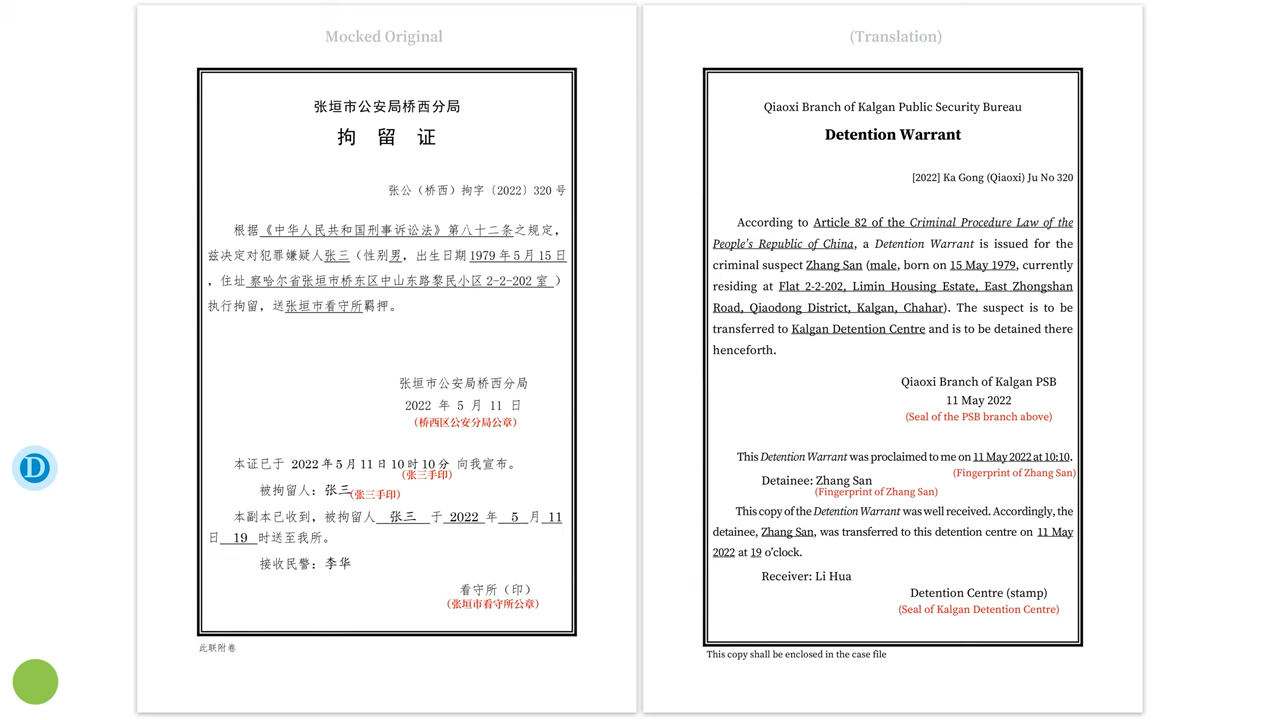 Mocked Original
张垣市公安局桥西分局
拘 留 证
张公（桥西）拘字〔2022〕320 号
根据《中华人民共和国刑事诉讼法》第八十二条之规定，
兹决定对犯罪嫌疑人张三（性别男，出生日期 1979 年 5 月 15 日
，住址 察哈尔省张垣市桥东区中山东路黎民小区 2-2-202 室 ）
执行拘留，送张垣市看守所羁押。
张垣市公安局桥西分局
2022 年 5 月 11 日
（桥西区公安分局公章）
本证已于 2022 年 5 月 11 日 10 时 10 分 向我宣布。
（张三手印）
被拘留人：张三（张三手印）
本副本已收到，被拘留人 张三 于 2022 年 5 月 11
日 19 时送至我所。
接收民警：李华
看守所（印）
（张垣市看守所公章）
此联附卷
(Translation)
Qiaoxi Branch of Kalgan Public Security Bureau
Detention Warrant
[2022] Ka Gong (Qiaoxi) Ju No 320
According to Article 82 of the Criminal Procedure Law of the
People's Republic of China, a Detention Warrant is issued for the
criminal suspect Zhang San (male, born on 15 May 1979, currently
residing at Flat 2-2-202, Limin Housing Estate, East Zhongshan
Road, Qiaodong District, Kalgan, Chahar). The suspect is to be
transferred to Kalgan Detention Centre and is to be detained there
henceforth.
Qiaoxi Branch of Kalgan PSB
11 May 2022
(Seal of the PSB branch above)
This Detention Warrant was proclaimed to me on 11 May 2022 at 10:10.
(Fingerprint of Zhang San)
Detainee: Zhang San
(Fingerprint of Zhang San)
This copy of the Detention Warrant was well received. Accordingly, the
detainee, Zhang San, was transferred to this detention centre on 11 May
2022 at 19 o'clock.
Receiver: Li Hua
Detention Centre (stamp)
(Seal of Kalgan Detention Centre)
This copy shall be enclosed in the case file
D